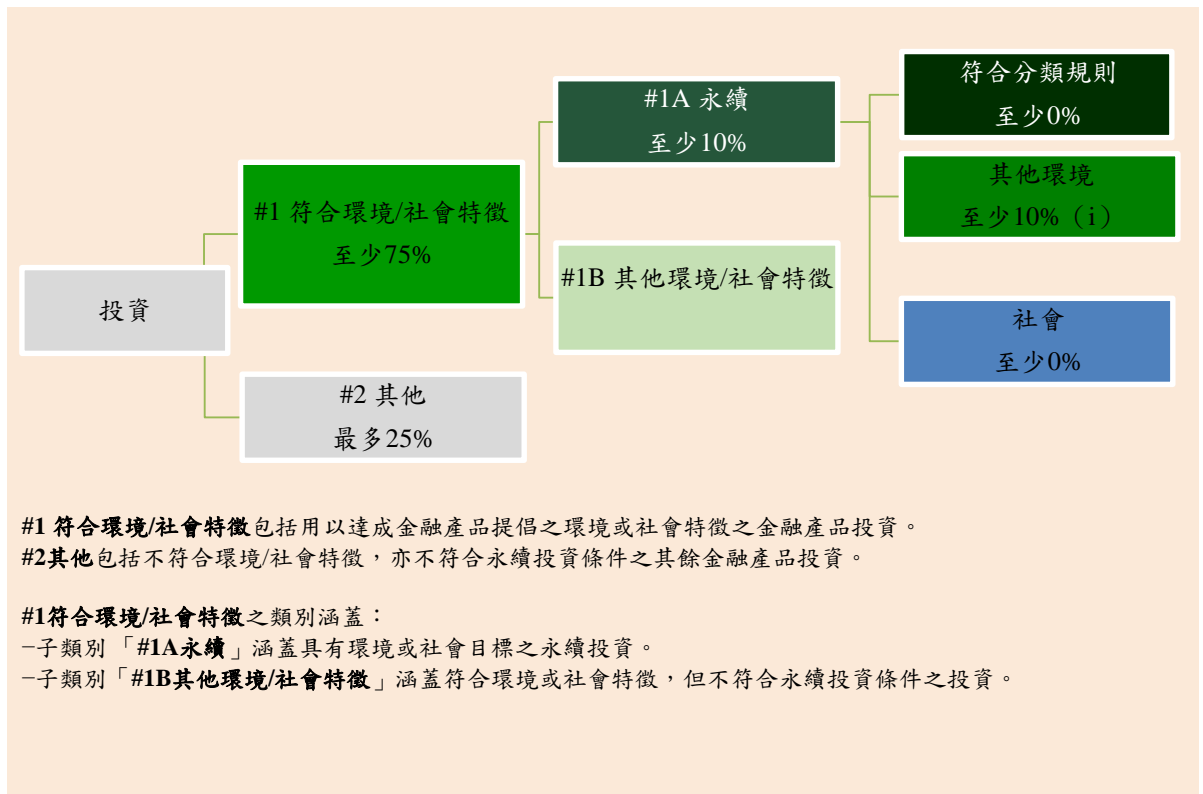 投資
#1 符合環境/社會特徵
至少75%
#2 其他
最多25%
#1A 永續
至少10%
#1B 其他環境/社會特徵
符合分類規則
至少0%
其他環境
至少10%（i）
社會
至少0%
#1 符合環境/社會特徵包括用以達成金融產品提倡之環境或社會特徵之金融產品投資。
#2其他包括不符合環境/社會特徵，亦不符合永續投資條件之其餘金融產品投資。
#1符合環境/社會特徵之類別涵蓋：
–子類別「#1A永續」涵蓋具有環境或社會目標之永續投資。
–子類別「#1B其他環境/社會特徵」涵蓋符合環境或社會特徵，但不符合永續投資條件之投資。